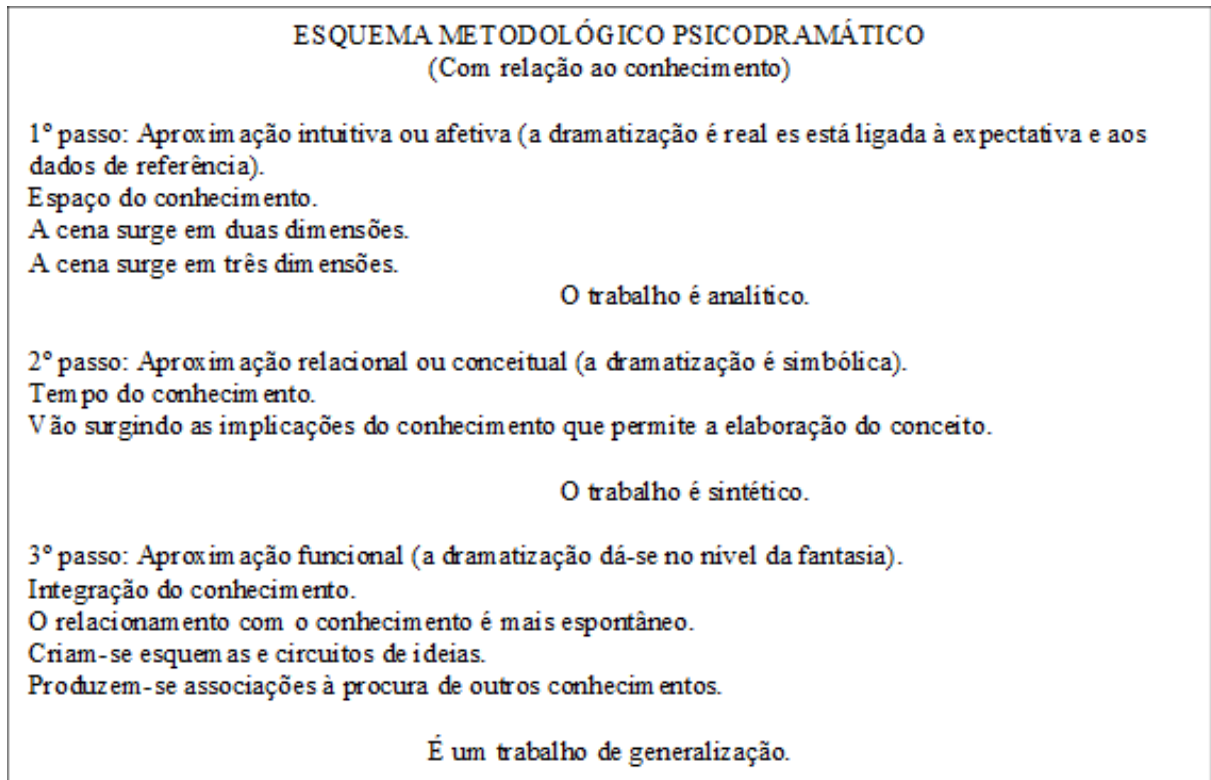 ESQUEMA METODOLÓGICO PSICODRAMÁTICO
(Com relação ao conhecimento)
1º passo: Aproximação intuitiva ou afetiva (a dramatização é real es está ligada à expectativa e aos
dados de referência).
Espaço do conhecimento.
A cena surge em duas dimensões.
A cena surge em três dimensões.
O trabalho é analítico.
2º passo: Aproximação relacional ou conceitual (a dramatização é simbólica).
Tempo do conhecimento.
Vão surgindo as implicações do conhecimento que permite a elaboração do conceito.
O trabalho é sintético.
3º passo: Aproximação funcional (a dramatização dá-se no nível da fantasia).
Integração do conhecimento.
O relacionamento com o conhecimento é mais espontâneo.
Criam-se esquemas e circuitos de ideias.
Produzem-se associações à procura de outros conhecimentos.
É um trabalho de generalização.